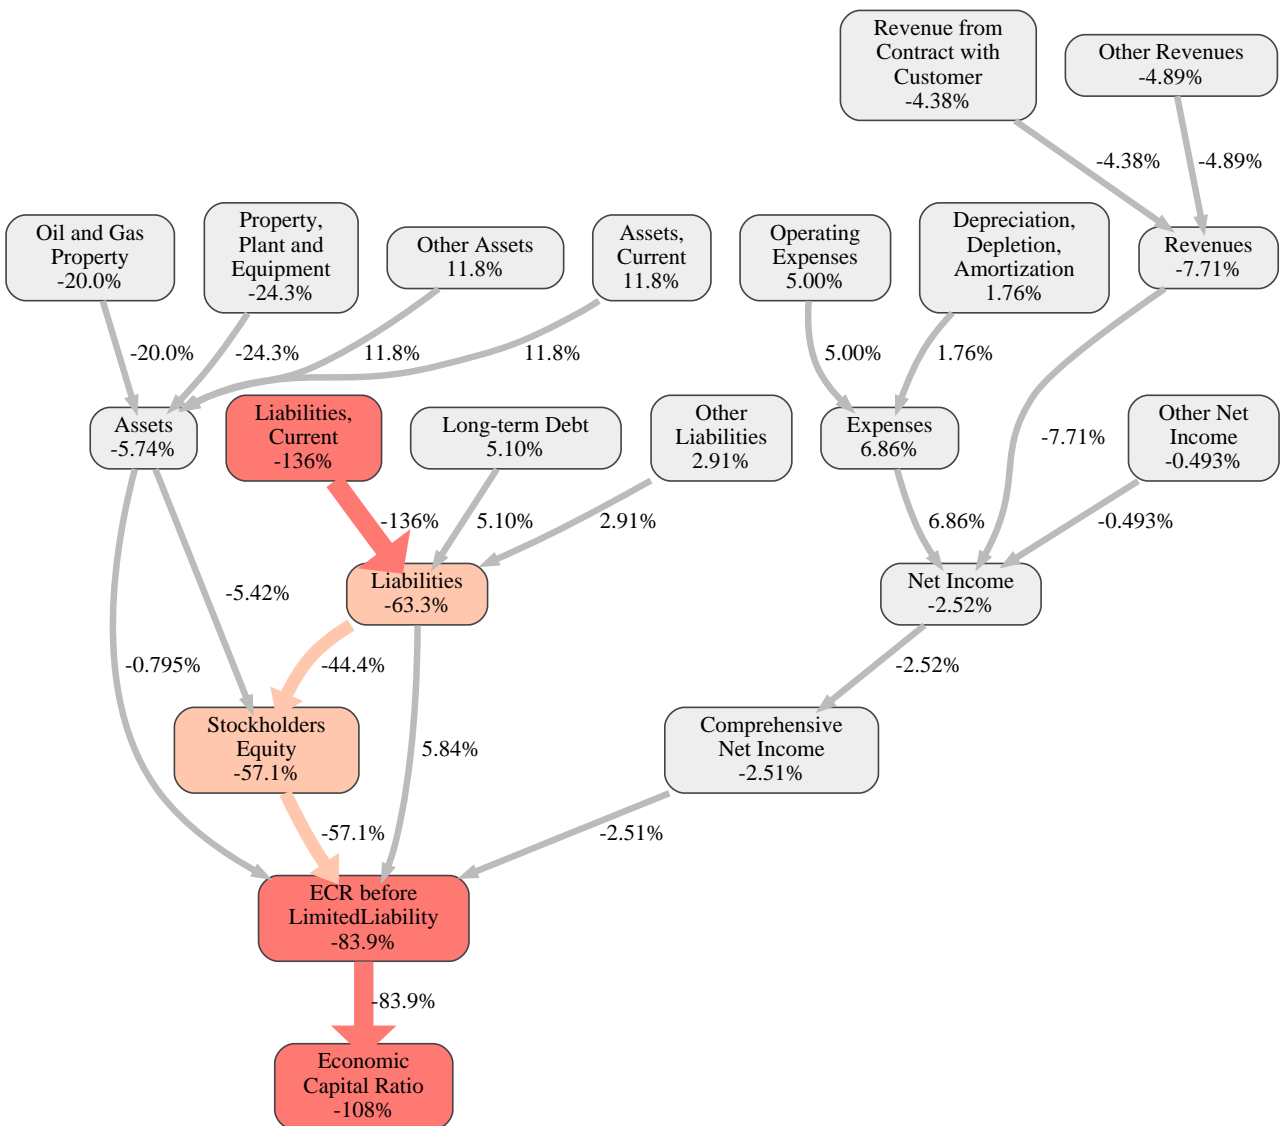 Revenue from
Contract with
Customer
-4.38%
Other Revenues
-4.89%
-4.38%
-4.89%
Oil and Gas
Property
-20.0%
Property,
Plant and
Equipment
-24.3%
Other Assets
11.8%
Assets,
Current
11.8%
Operating
Expenses
5.00%
Depreciation,
Depletion,
Amortization
1.76%
Revenues
-7.71%
-20.0%
-24.3%
11.8%
11.8%
5.00%
1.76%
Assets
-5.74%
Liabilities,
Current
-136%
Long-term Debt
5.10%
Other
Liabilities
2.91%
Expenses
6.86%
-7.71%
Other Net
Income
-0.493%
-136%
5.10%
2.91%
6.86%
-0.493%
-5.42%
Liabilities
-63.3%
Net Income
-2.52%
-0.795%
-44.4%
-2.52%
Stockholders
Equity
-57.1%
5.84%
Comprehensive
Net Income
-2.51%
-57.1%
-2.51%
ECR before
LimitedLiability
-83.9%
-83.9%
Economic
Capital Ratio
-108%